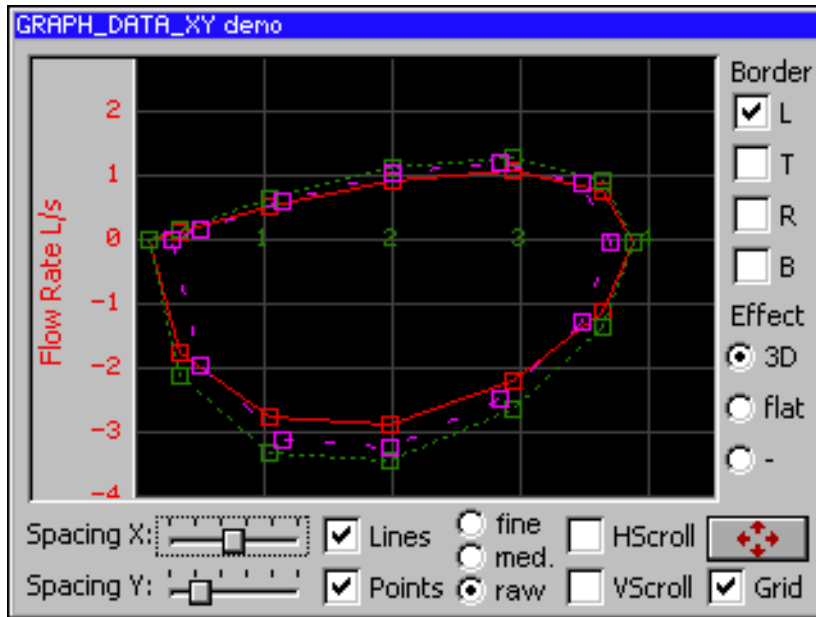 GRAPH_DATA_XY demo
Border
L
T
R
B
Effect
3D
flat
-
Flow Rate L/s
2
1
0
-1
-2
-3
-4
1 2 3 4
Spacing X:
Lines
fine
med.
raw
HScroll
Spacing Y:
Points
VScroll
Grid